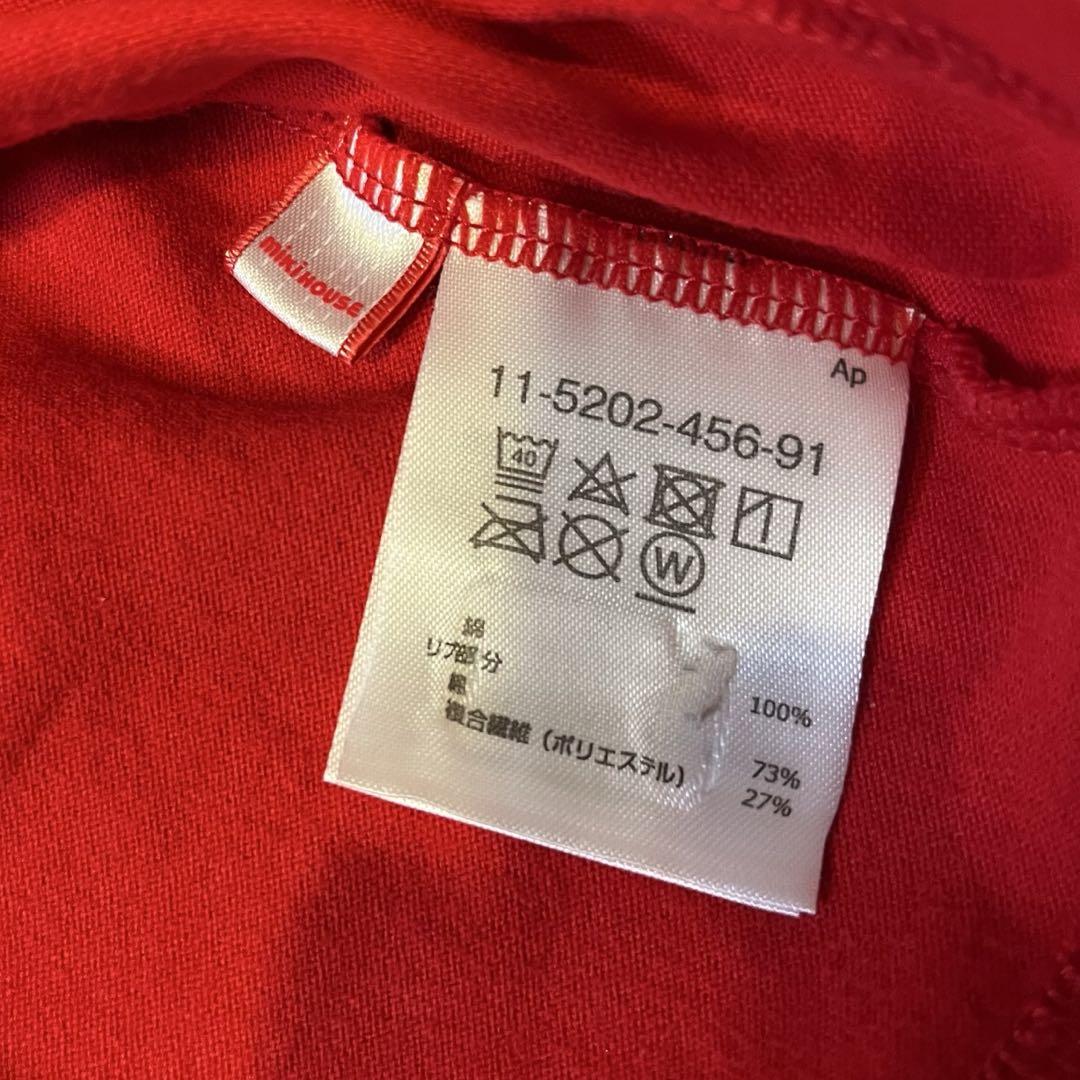 mikihouse
Ap
11-5202-456-91
40
W
綿 100%
リブ部分
綿 73%
複合繊維（ポリエステル） 27%